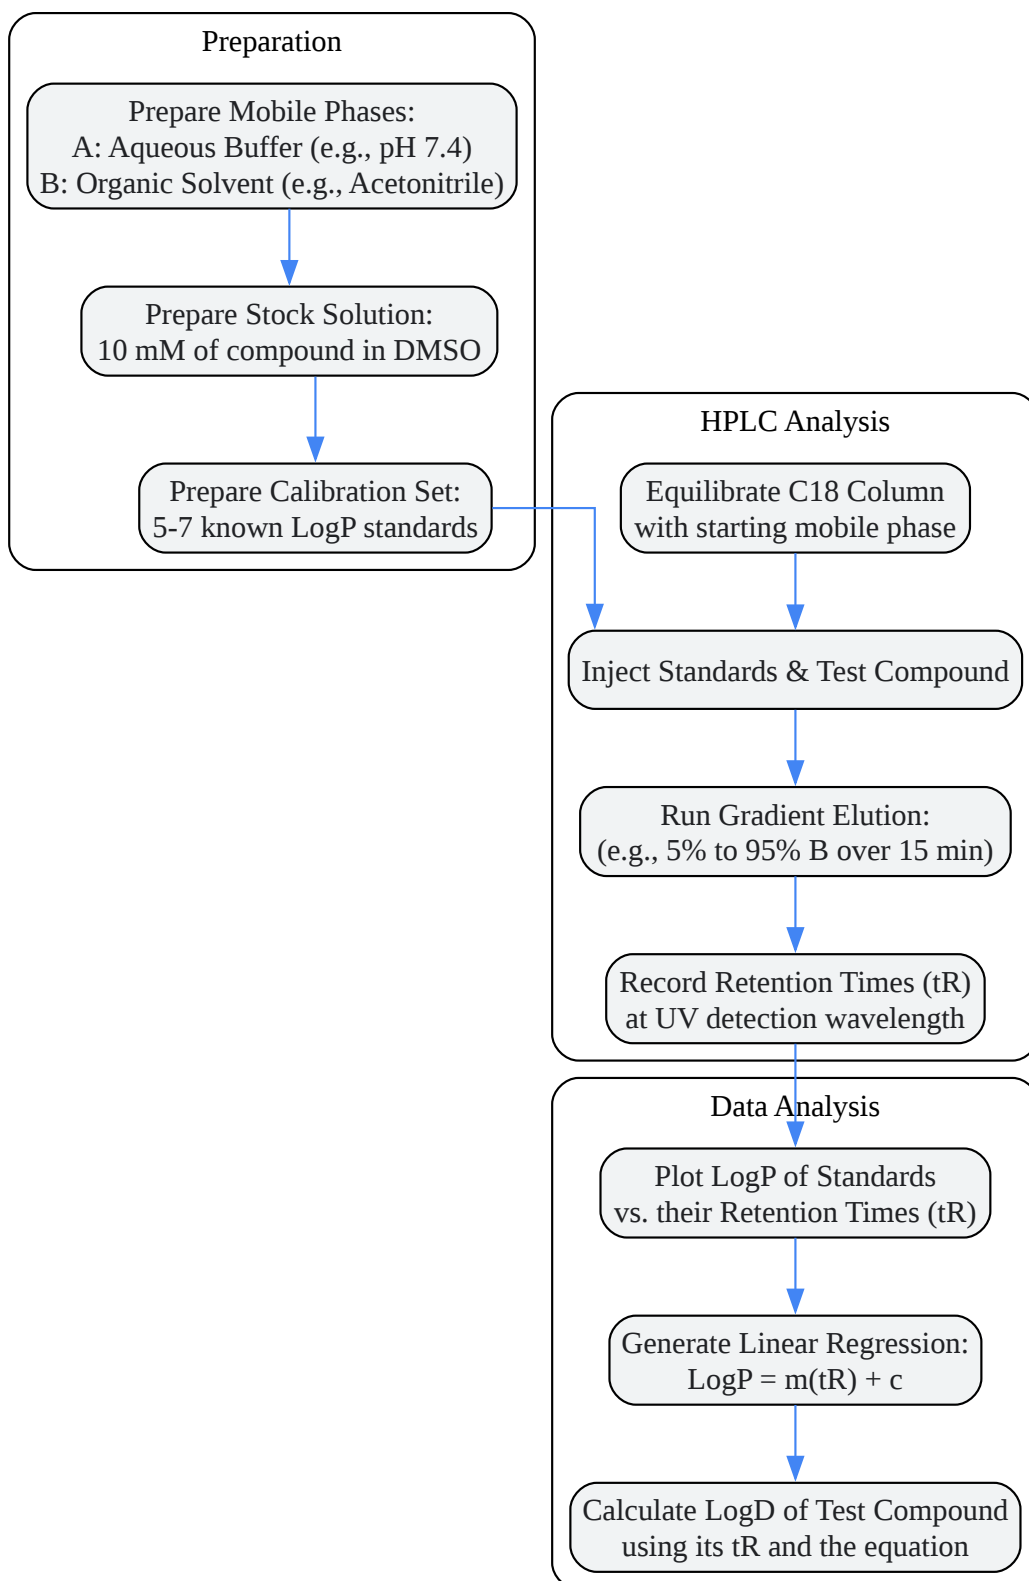 Preparation
Prepare Mobile Phases:
A: Aqueous Buffer (e.g., pH 7.4)
B: Organic Solvent (e.g., Acetonitrile)
Prepare Stock Solution:
10 mM of compound in DMSO
Prepare Calibration Set:
5-7 known LogP standards
HPLC Analysis
Equilibrate C18 Column
with starting mobile phase
Inject Standards & Test Compound
Run Gradient Elution:
(e.g., 5% to 95% B over 15 min)
Record Retention Times (tR)
at UV detection wavelength
Data Analysis
Plot LogP of Standards
vs. their Retention Times (tR)
Generate Linear Regression:
LogP = m(tR) + c
Calculate LogD of Test Compound
using its tR and the equation